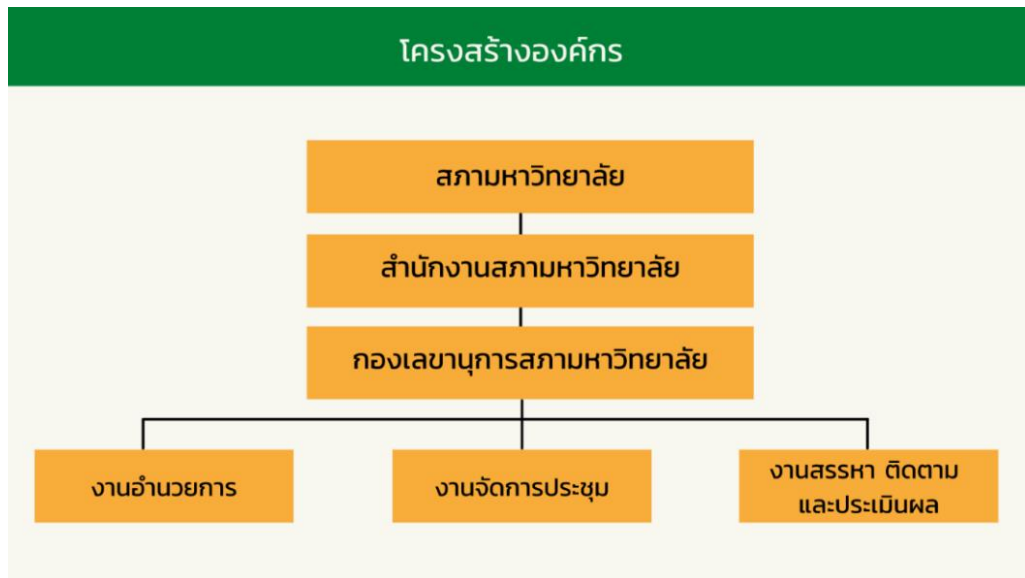 โครงสร้างองค์กร
สภามหาวิทยาลัย
สำนักงานสภามหาวิทยาลัย
กองเลขานุการสภามหาวิทยาลัย
งานอำนวยการ
งานจัดการประชุม
งานสรรหา ติดตาม
และประเมินผล